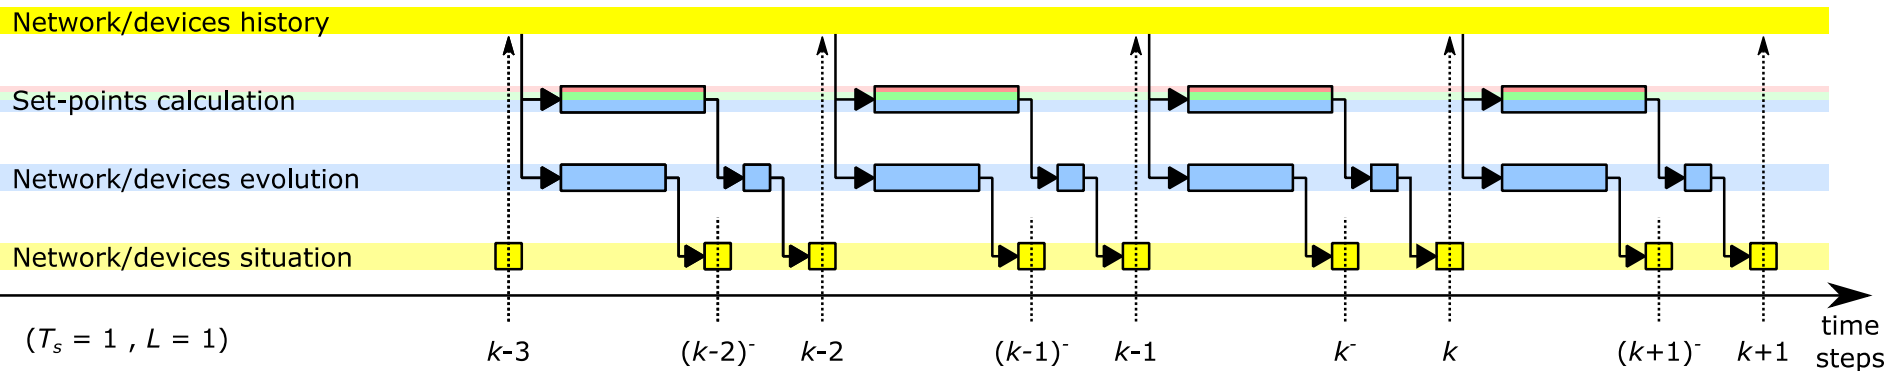 Network/devices history
Set-points calculation
Network/devices evolution
Network/devices situation
(Ts = 1 , L = 1)
k-3
(k-2)-
k-2
(k-1)-
k-1
k-
k
(k+1)-
k+1
time
steps